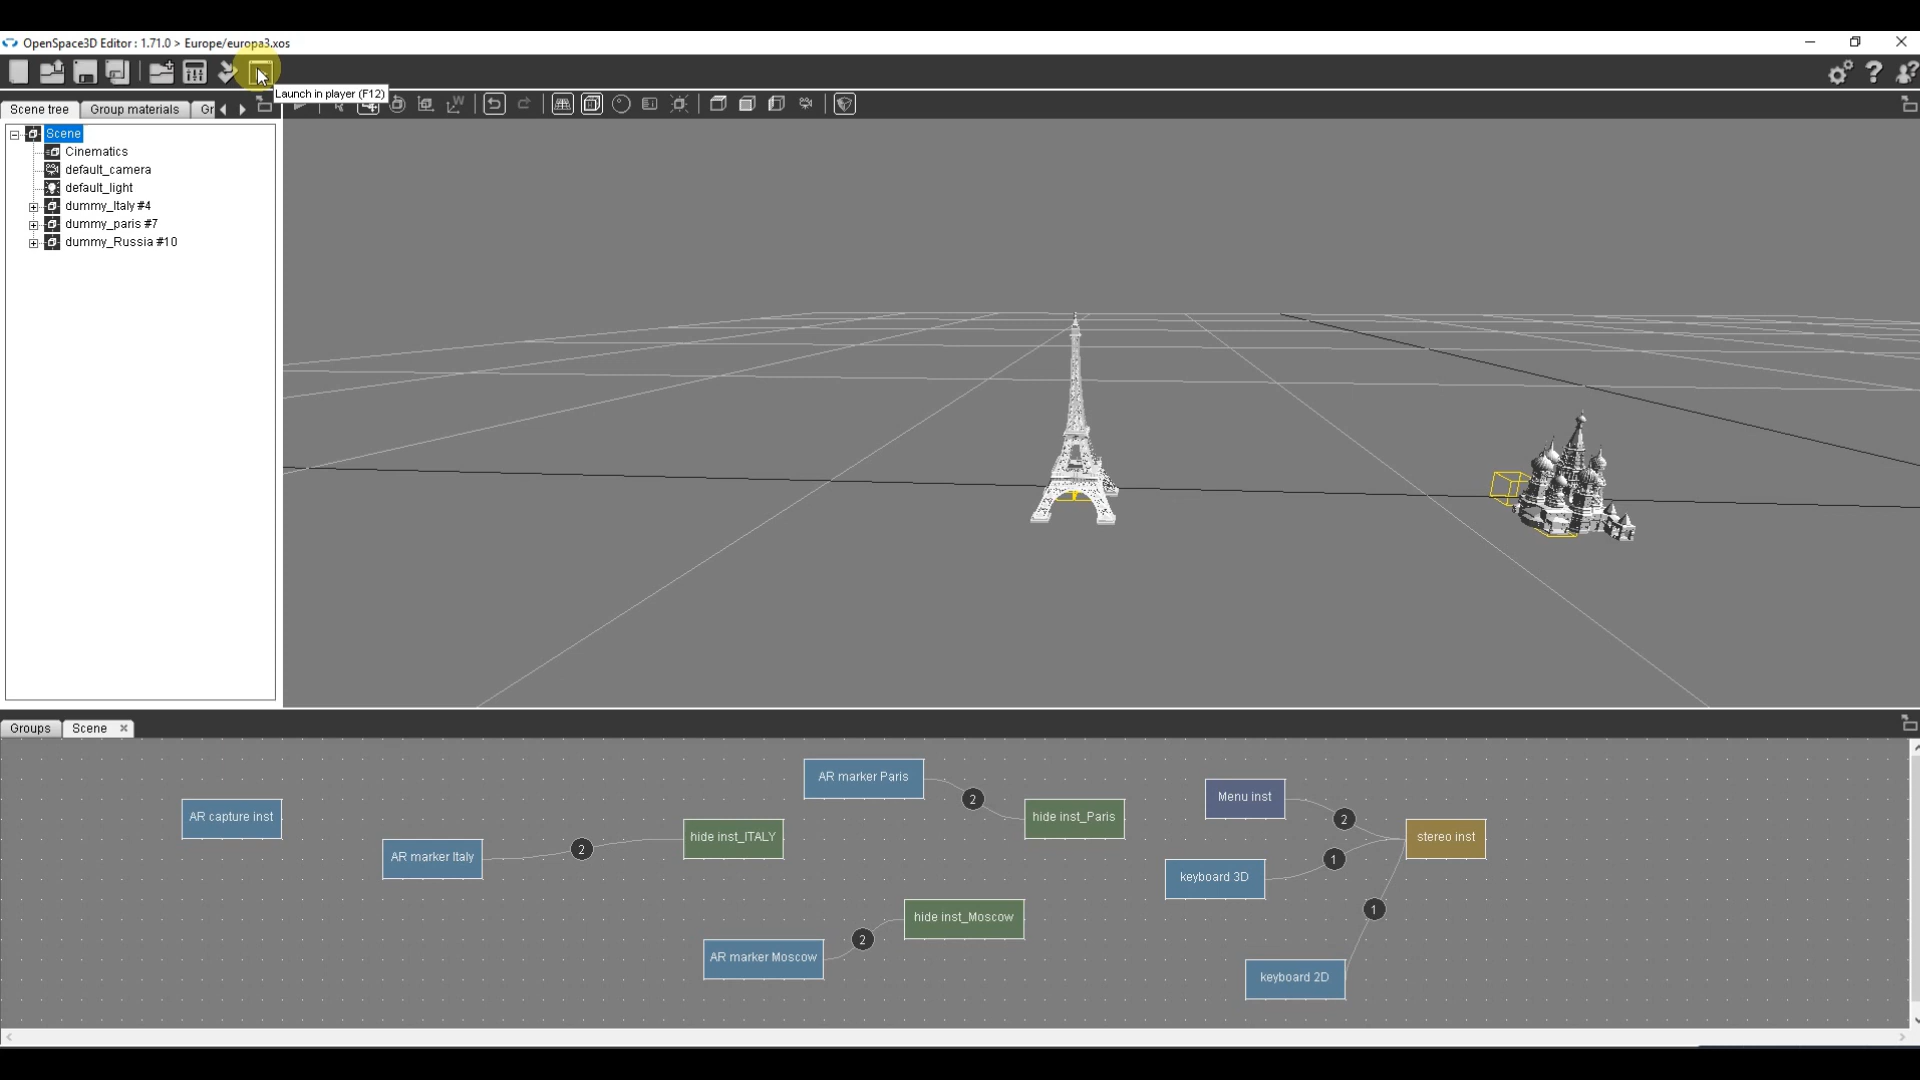 OpenSpace3D Editor : 1.71.0 > Europe/europa3.xos
Launch in player (F12)
Scene tree
Group materials
Gr
Scene
Cinematics
default_camera
default_light
dummy_Italy #4
dummy_paris #7
dummy_Russia #10
Groups
Scene
AR marker Paris
2
AR capture inst
hide inst_ITALY
2
AR marker Italy
hide inst_Paris
hide inst_Moscow
2
AR marker Moscow
Menu inst
2
stereo inst
1
keyboard 3D
1
keyboard 2D